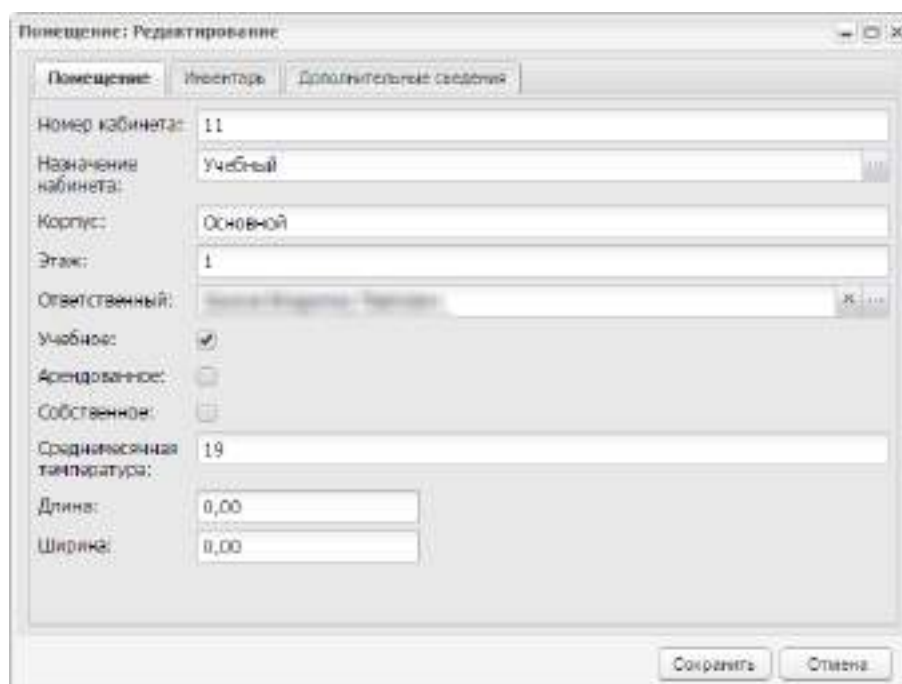 Помещение: Редактирование
Помещение Инвентарь Дополнительные сведения
Номер кабинета: 11
Назначение кабинета: Учебный
Корпус: Основной
Этаж: 1
Ответственный:
Учебное:
Арендованное:
Собственное:
Среднемесячная температура: 19
Длина: 0,00
Ширина: 0,00
Сохранить Отмена